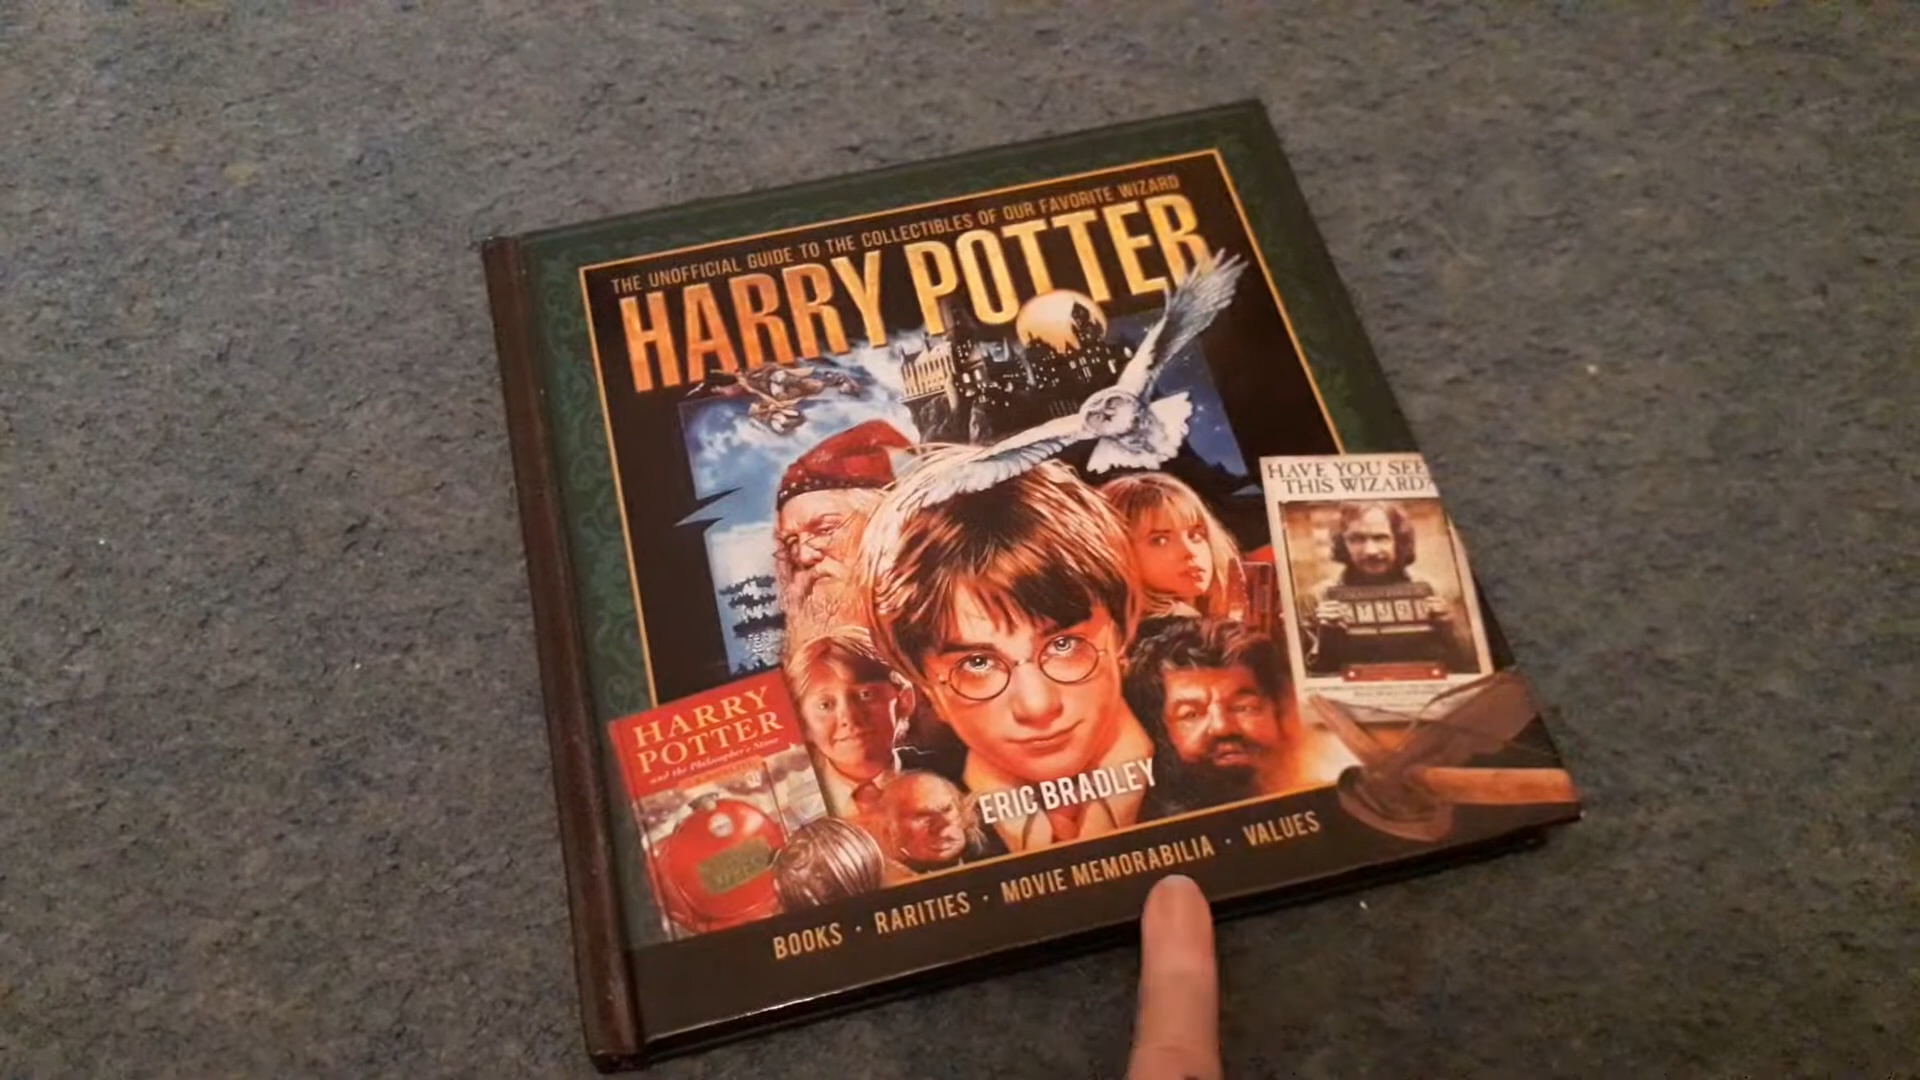 THE UNOFFICIAL GUIDE TO THE COLLECTIBLES OF OUR FAVORITE WIZARD
HARRY POTTER
HAVE YOU SEE
THIS WIZARD?
HARRY
POTTER
and the Philosopher's Stone
ERIC BRADLEY
BOOKS · RARITIES · MOVIE MEMORABILIA · VALUES